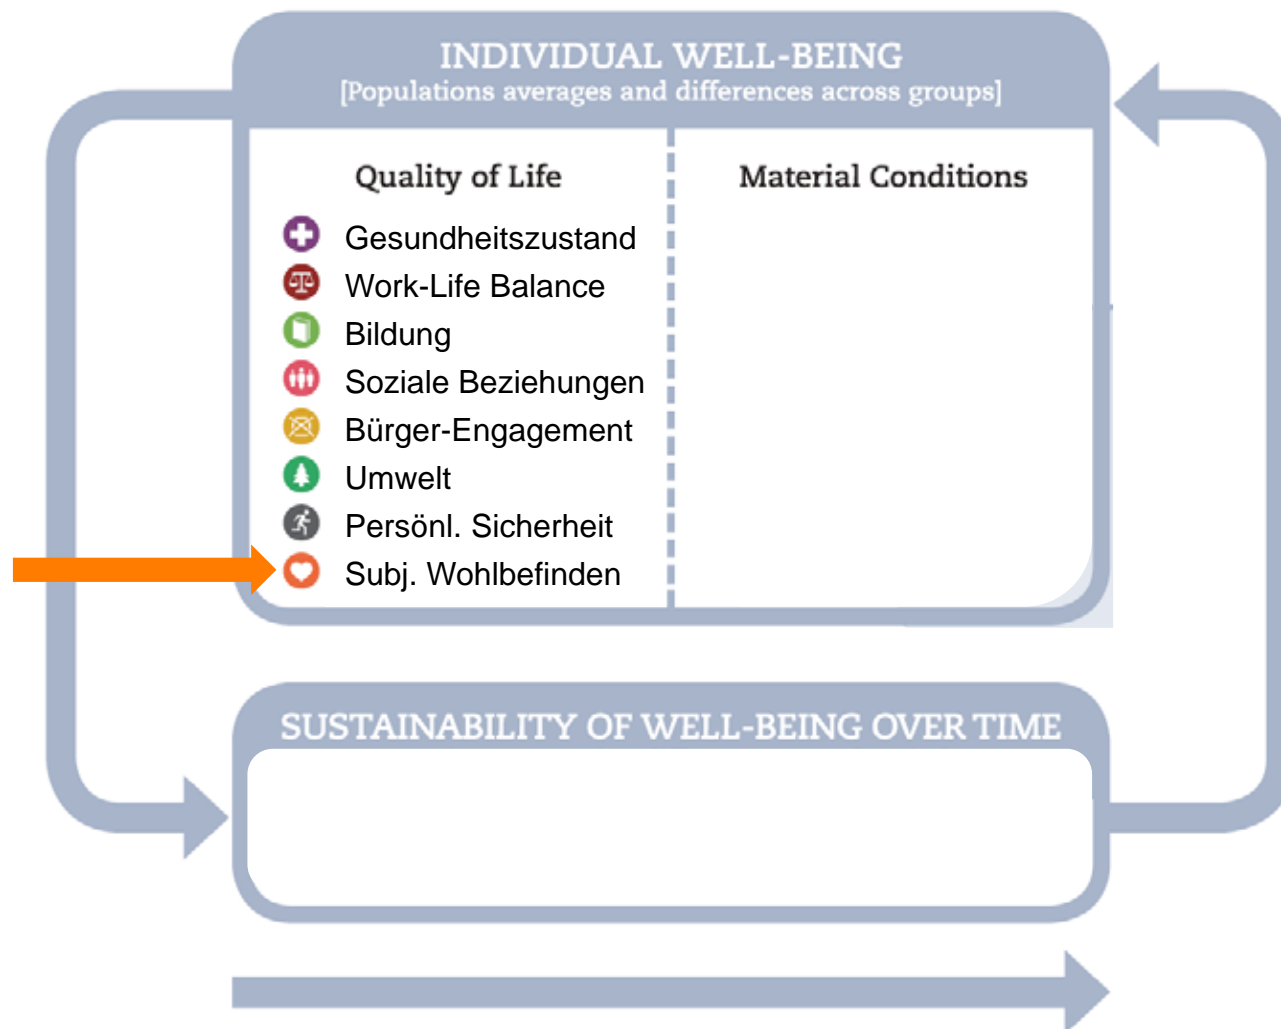 INDIVIDUAL WELL-BEING
[Populations averages and differences across groups]
Quality of Life
Material Conditions
Gesundheitszustand
Work-Life Balance
Bildung
Soziale Beziehungen
Bürger-Engagement
Umwelt
Persönl. Sicherheit
Subj. Wohlbefinden
SUSTAINABILITY OF WELL-BEING OVER TIME